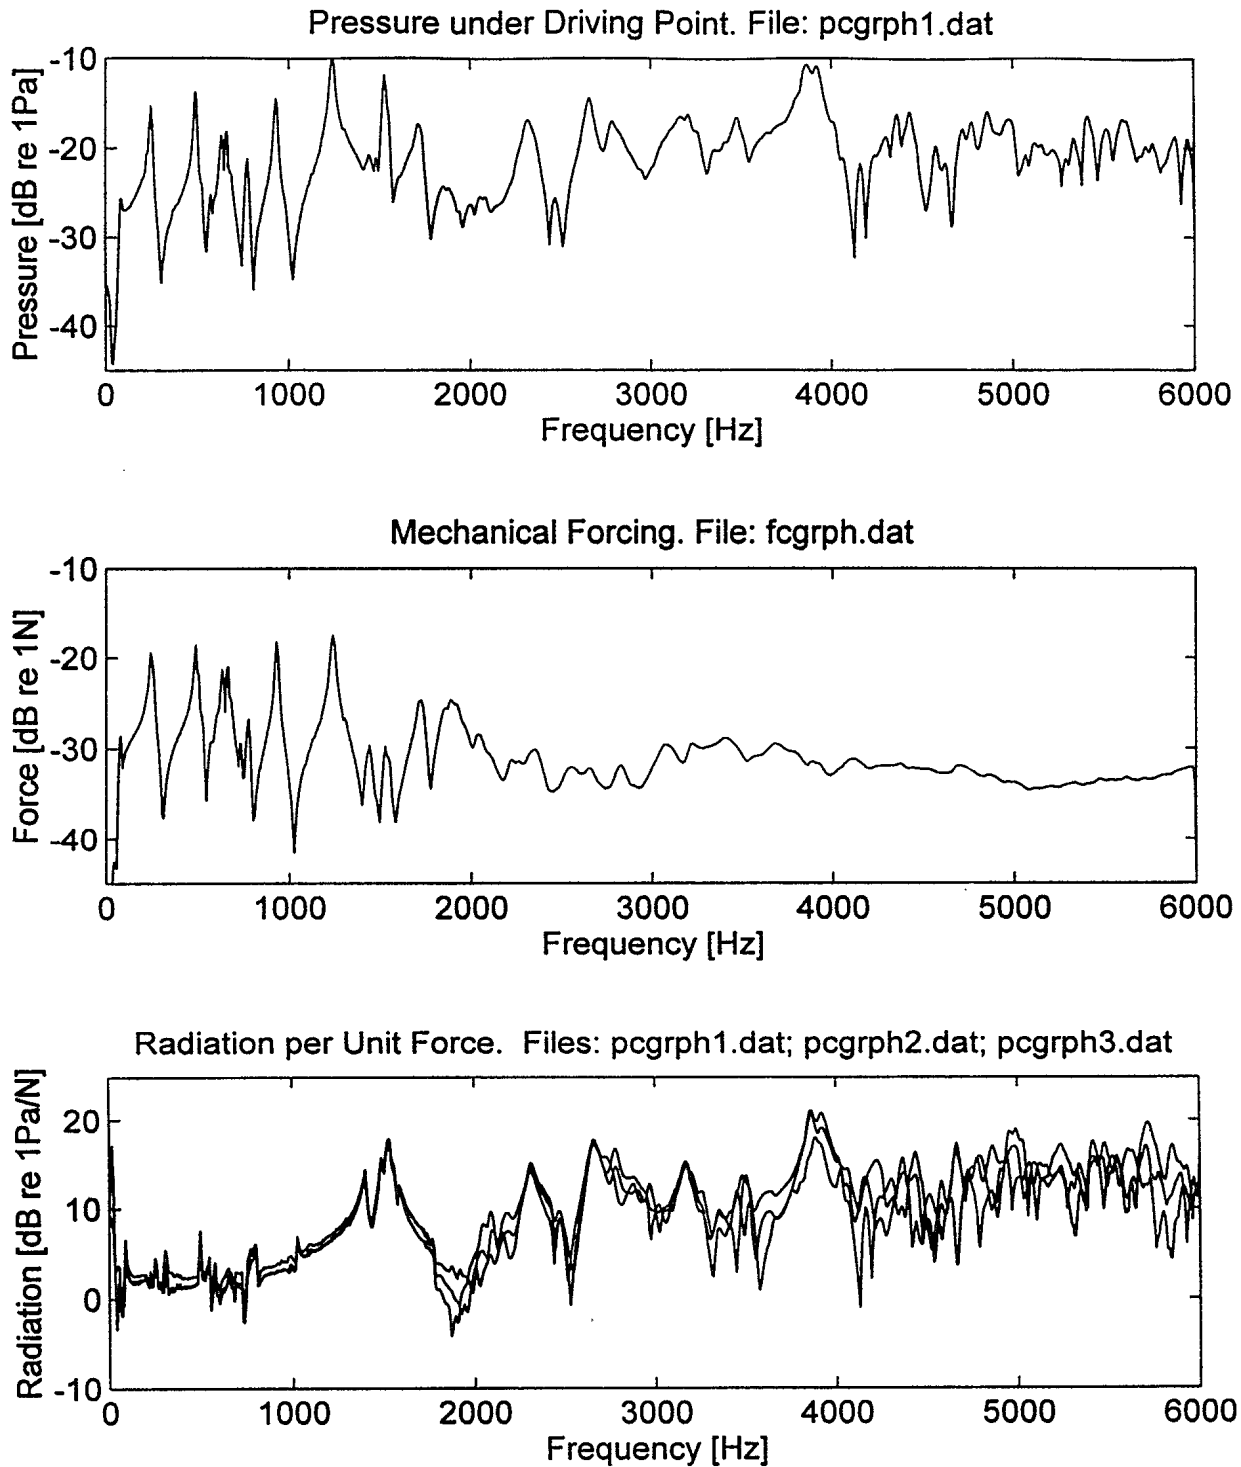 Pressure under Driving Point. File: pcgrph1.dat
Pressure [dB re 1Pa]
-10
-20
-30
-40
0 1000 2000 3000 4000 5000 6000
Frequency [Hz]
Mechanical Forcing. File: fcgrph.dat
Force [dB re 1N]
-10
-20
-30
-40
0 1000 2000 3000 4000 5000 6000
Frequency [Hz]
Radiation per Unit Force. Files: pcgrph1.dat; pcgrph2.dat; pcgrph3.dat
Radiation [dB re 1Pa/N]
20
10
0
-10
0 1000 2000 3000 4000 5000 6000
Frequency [Hz]